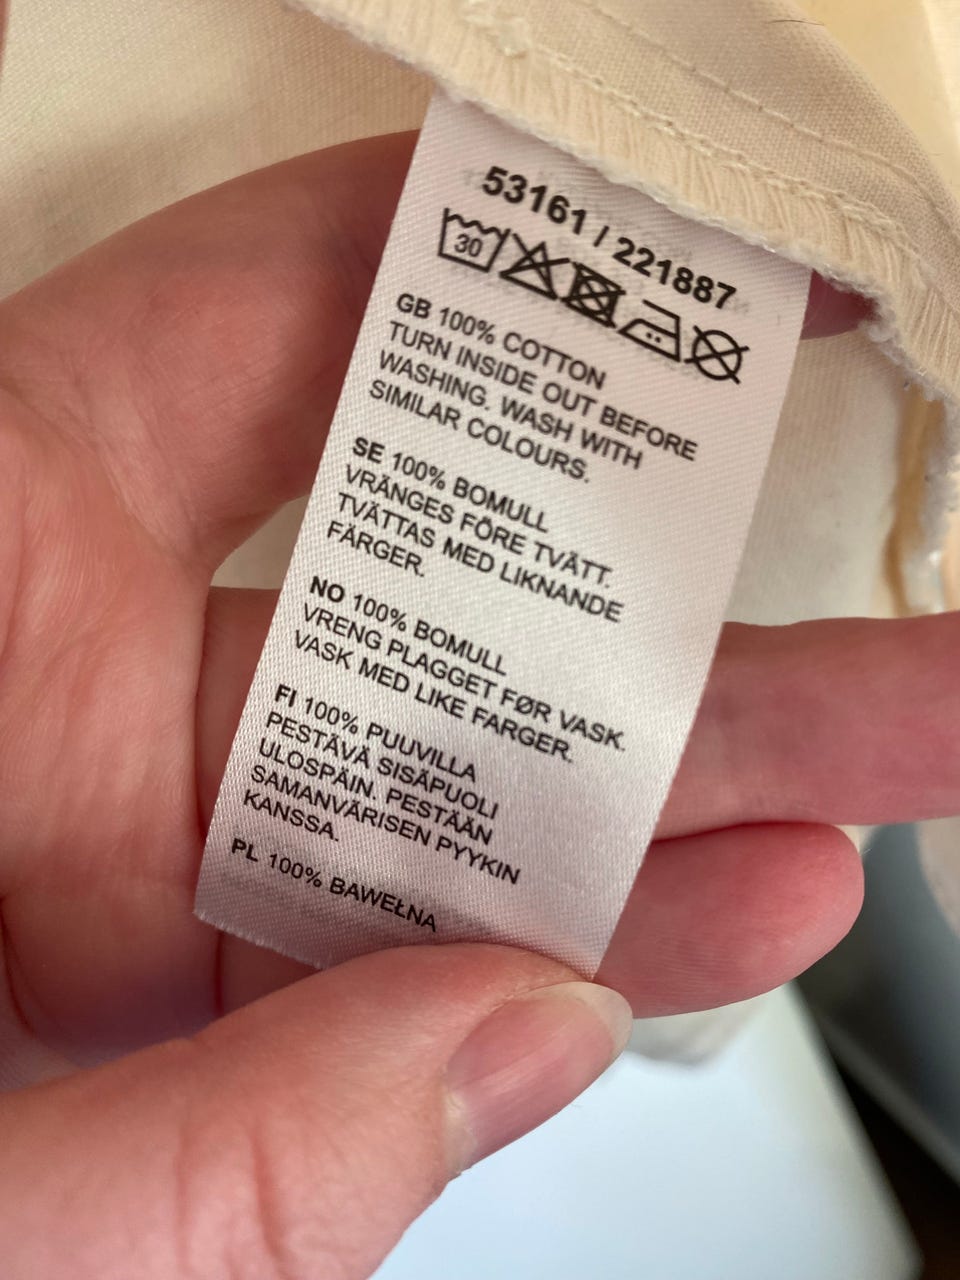 53161 / 221887
30
GB 100% COTTON
TURN INSIDE OUT BEFORE
WASHING. WASH WITH
SIMILAR COLOURS.
SE 100% BOMULL
VRÄNGES FÖRE TVÄTT.
TVÄTTAS MED LIKNANDE
FÄRGER.
NO 100% BOMULL
VRENG PLAGGET FØR VASK.
VASK MED LIKE FARGER.
FI 100% PUUVILLA
PESTÄVÄ SISÄPUOLI
ULOSPÄIN. PESTÄÄN
SAMANVÄRISEN PYYKIN
KANSSA.
PL 100% BAWEŁNA